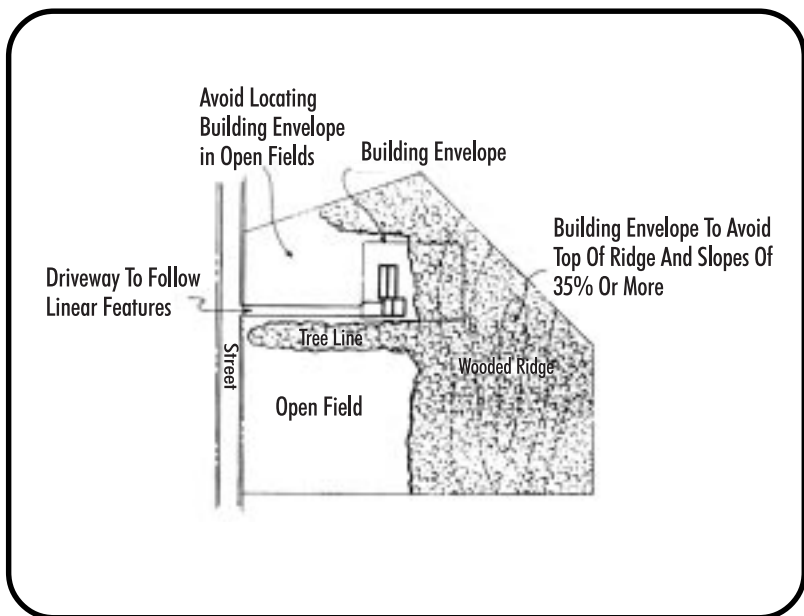 Avoid Locating
Building Envelope
in Open Fields
Building Envelope
Building Envelope To Avoid
Top Of Ridge And Slopes Of
35% Or More
Driveway To Follow
Linear Features
Street
Tree Line
Wooded Ridge
Open Field